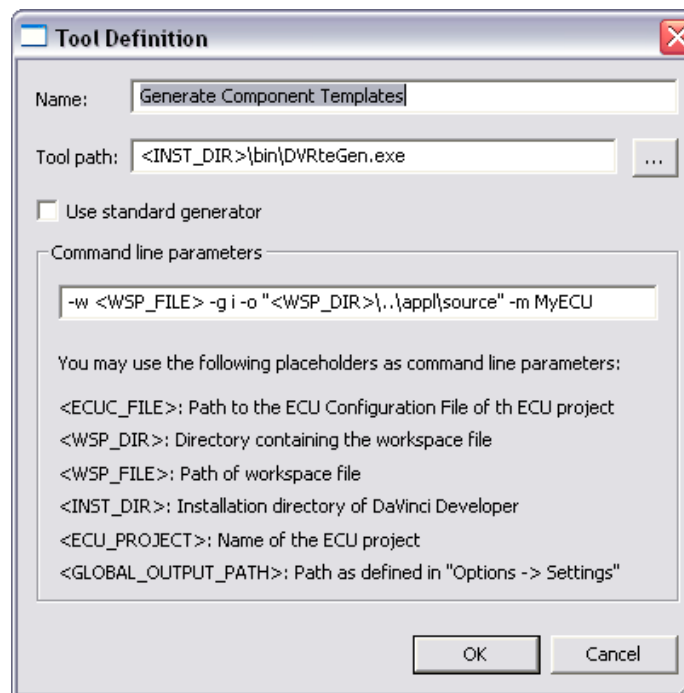 Tool Definition
Name: Generate Component Templates
Tool path: <INST_DIR>\bin\DVRteGen.exe ...
Use standard generator
Command line parameters
-w <WSP_FILE> -g i -o "<WSP_DIR>\..\appl\source" -m MyECU
You may use the following placeholders as command line parameters:
<ECUC_FILE>: Path to the ECU Configuration File of th ECU project
<WSP_DIR>: Directory containing the workspace file
<WSP_FILE>: Path of workspace file
<INST_DIR>: Installation directory of DaVinci Developer
<ECU_PROJECT>: Name of the ECU project
<GLOBAL_OUTPUT_PATH>: Path as defined in "Options -> Settings"
OK Cancel